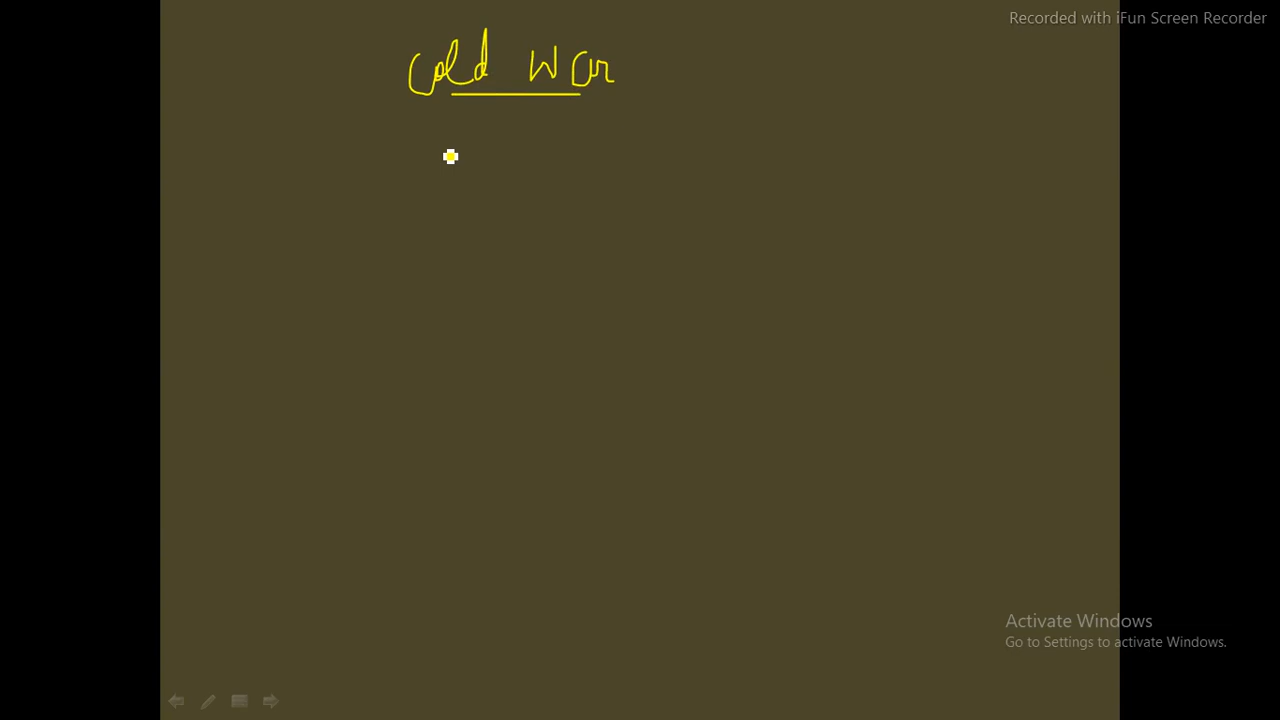 Recorded with iFun Screen Recorder
Cold War
Activate Windows
Go to Settings to activate Windows.